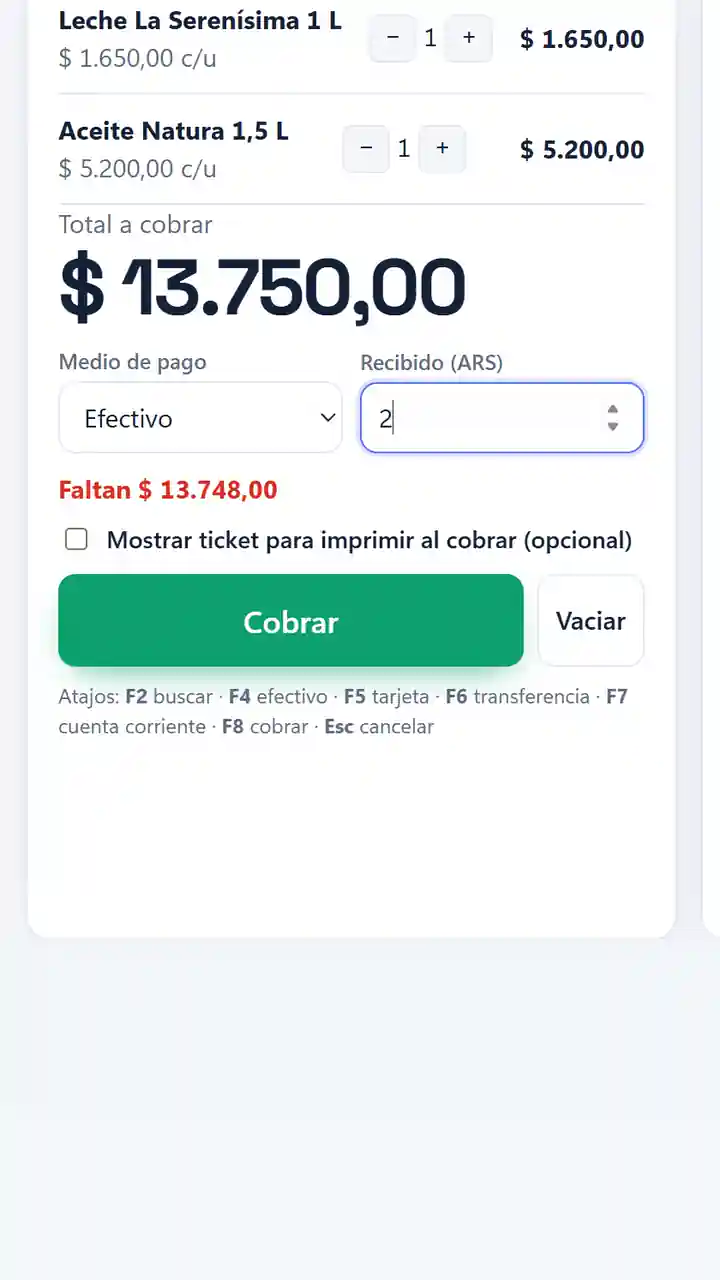 Leche La Serenísima 1 L
− 1 + $ 1.650,00
$ 1.650,00 c/u
Aceite Natura 1,5 L
− 1 + $ 5.200,00
$ 5.200,00 c/u
Total a cobrar
$ 13.750,00
Medio de pago
Recibido (ARS)
Efectivo
2
Faltan $ 13.748,00
Mostrar ticket para imprimir al cobrar (opcional)
Cobrar
Vaciar
Atajos: F2 buscar · F4 efectivo · F5 tarjeta · F6 transferencia · F7
cuenta corriente · F8 cobrar · Esc cancelar